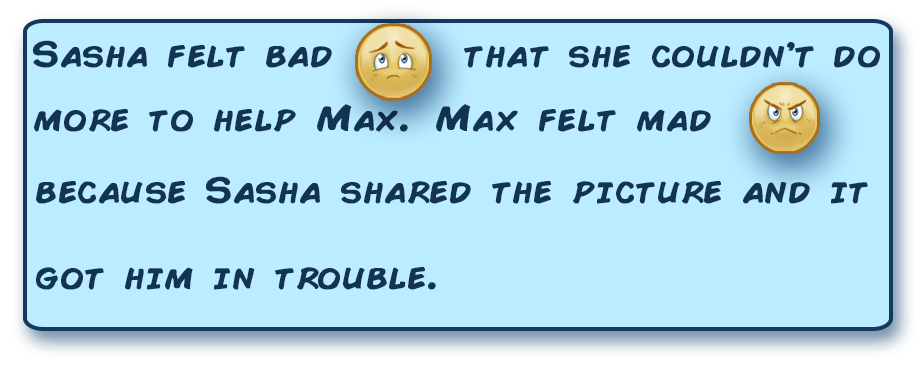 Sasha felt bad that she couldn't do
more to help Max. Max felt mad
because Sasha shared the picture and it
got him in trouble.